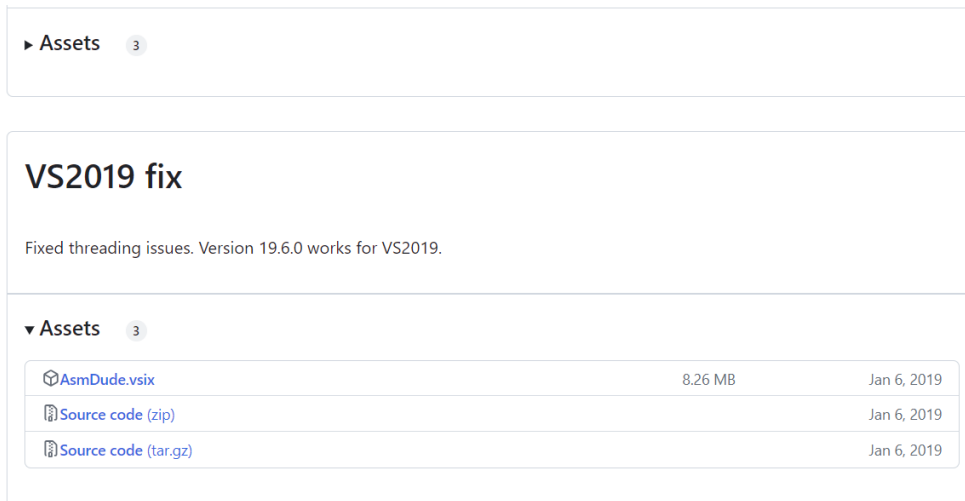 Assets 3
VS2019 fix
Fixed threading issues. Version 19.6.0 works for VS2019.
Assets 3
AsmDude.vsix 8.26 MB Jan 6, 2019
Source code (zip) Jan 6, 2019
Source code (tar.gz) Jan 6, 2019